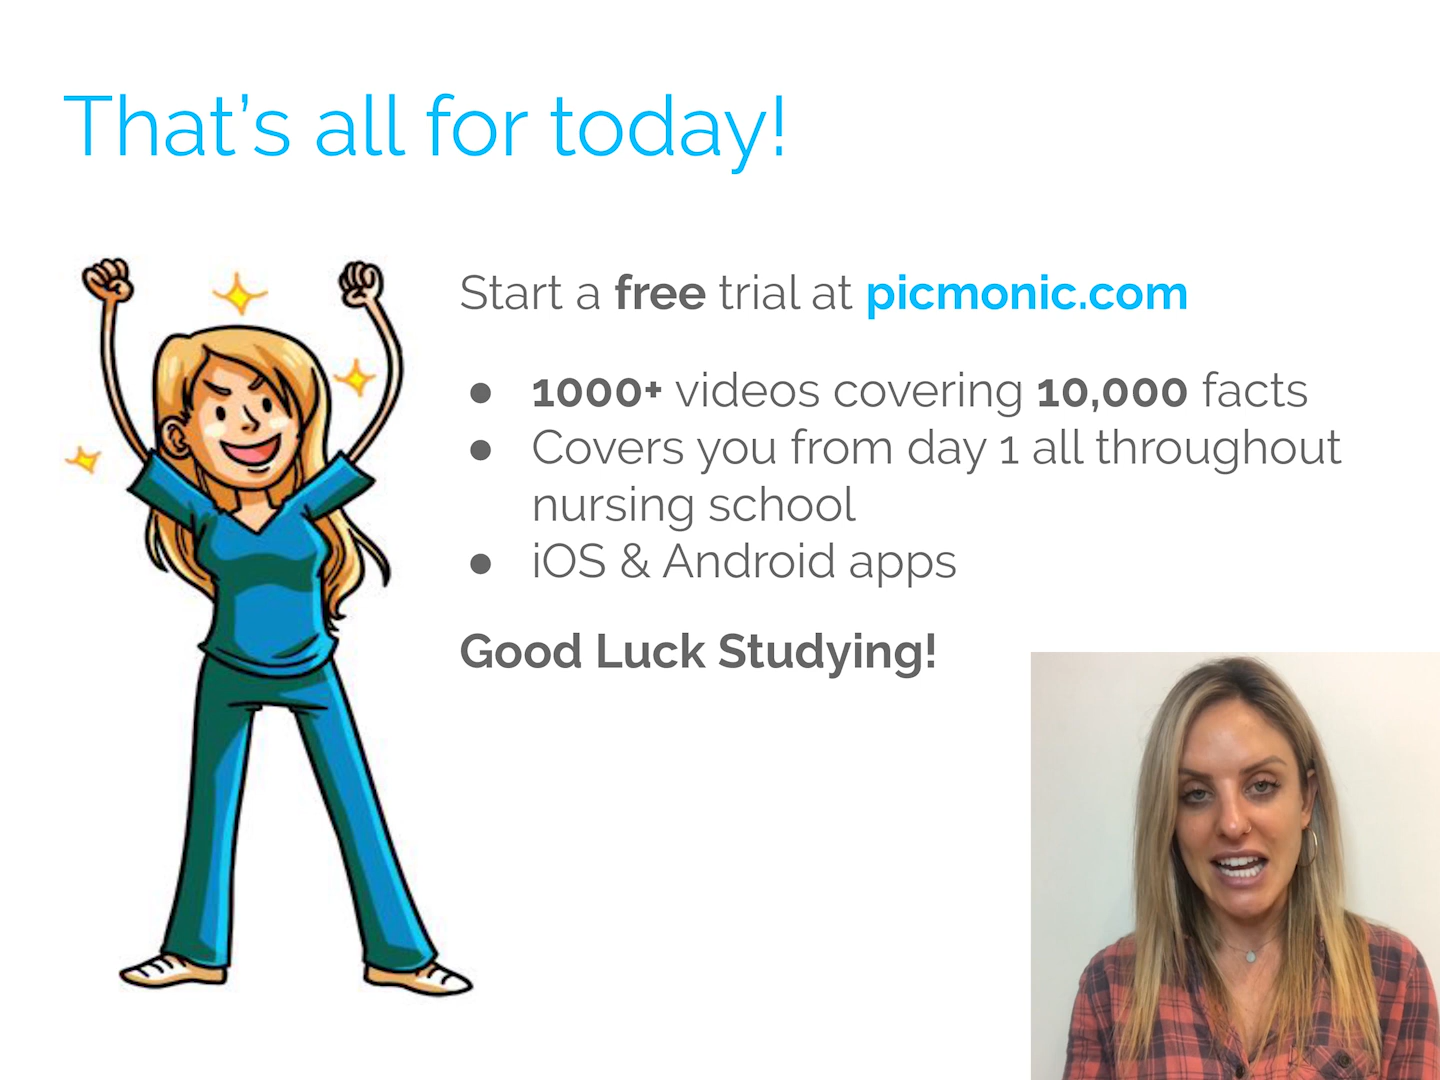 That's all for today!
Start a free trial at picmonic.com
● 1000+ videos covering 10,000 facts
● Covers you from day 1 all throughout
nursing school
● iOS & Android apps
Good Luck Studying!